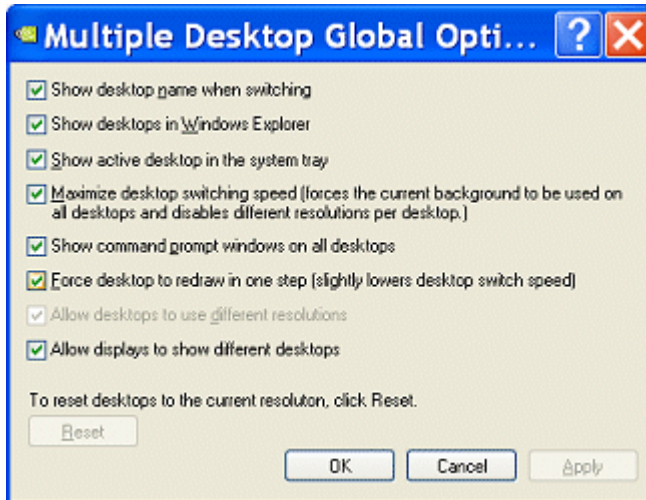 Multiple Desktop Global Opti...
Show desktop name when switching
Show desktops in Windows Explorer
Show active desktop in the system tray
Maximize desktop switching speed (forces the current background to be used on
all desktops and disables different resolutions per desktop.)
Show command prompt windows on all desktops
Force desktop to redraw in one step (slightly lowers desktop switch speed)
Allow desktops to use different resolutions
Allow displays to show different desktops
To reset desktops to the current resoluton, click Reset.
Reset
OK Cancel Apply